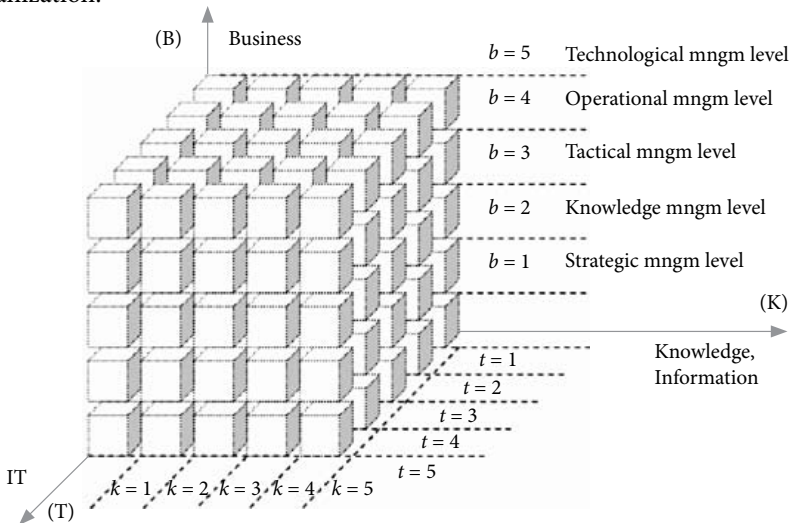 anization.
(B) Business
b = 5 Technological mngm level
b = 4 Operational mngm level
b = 3 Tactical mngm level
b = 2 Knowledge mngm level
b = 1 Strategic mngm level
(K)
Knowledge,
Information
t = 1
t = 2
t = 3
t = 4
t = 5
IT
(T)
k = 1 k = 2 k = 3 k = 4 k = 5